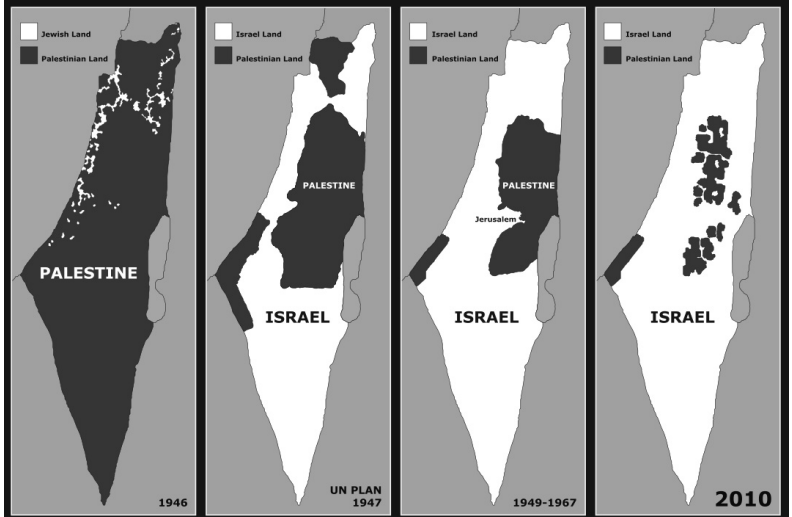 Jewish Land
Palestinian Land
PALESTINE
1946
Israel Land
Palestinian Land
PALESTINE
ISRAEL
UN PLAN
1947
Israel Land
Palestinian Land
PALESTINE
Jerusalem
ISRAEL
1949-1967
Israel Land
Palestinian Land
ISRAEL
2010